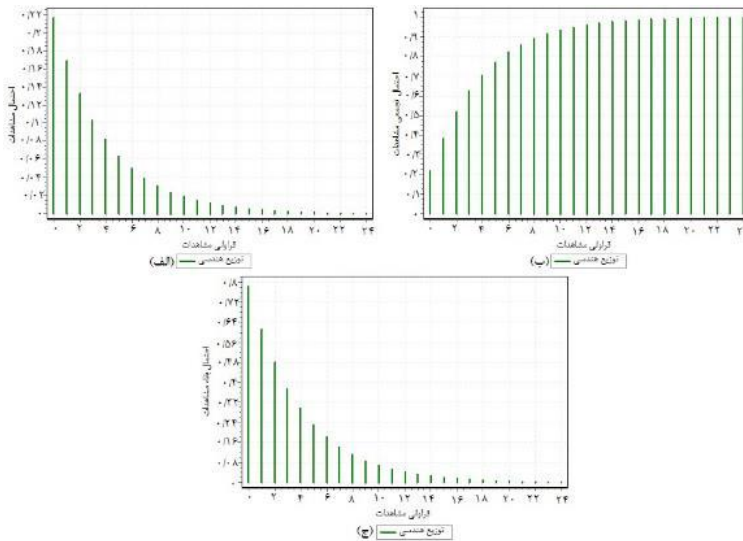 احتمال مشاهدات
۰/۲۲
۰/۲
۰/۱۸
۰/۱۶
۰/۱۴
۰/۱۲
۰/۱
۰/۰۸
۰/۰۶
۰/۰۴
۰/۰۲
۰
۰ ۲ ۴ ۶ ۸ ۱۰ ۱۲ ۱۴ ۱۶ ۱۸ ۲۰ ۲۲ ۲۴
فراوانی مشاهدات
توزیع هندسی (الف)
احتمال تجمعی مشاهدات
۱
۰/۹
۰/۸
۰/۷
۰/۶
۰/۵
۰/۴
۰/۳
۰/۲
۰/۱
۰
۰ ۲ ۴ ۶ ۸ ۱۰ ۱۲ ۱۴ ۱۶ ۱۸ ۲۰ ۲۲
فراوانی مشاهدات
توزیع هندسی (ب)
احتمال بقاء مشاهدات
۰/۸
۰/۷۲
۰/۶۴
۰/۵۶
۰/۴۸
۰/۴
۰/۳۲
۰/۲۴
۰/۱۶
۰/۰۸
۰
۰ ۲ ۴ ۶ ۸ ۱۰ ۱۲ ۱۴ ۱۶ ۱۸ ۲۰ ۲۲ ۲۴
فراوانی مشاهدات
توزیع هندسی (ج)